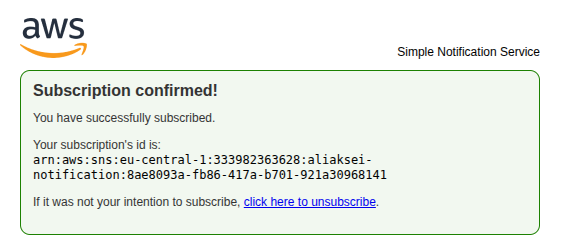 aws
Simple Notification Service
Subscription confirmed!
You have successfully subscribed.
Your subscription's id is:
arn:aws:sns:eu-central-1:333982363628:aliaksei-
notification:8ae8093a-fb86-417a-b701-921a30968141
If it was not your intention to subscribe, click here to unsubscribe.